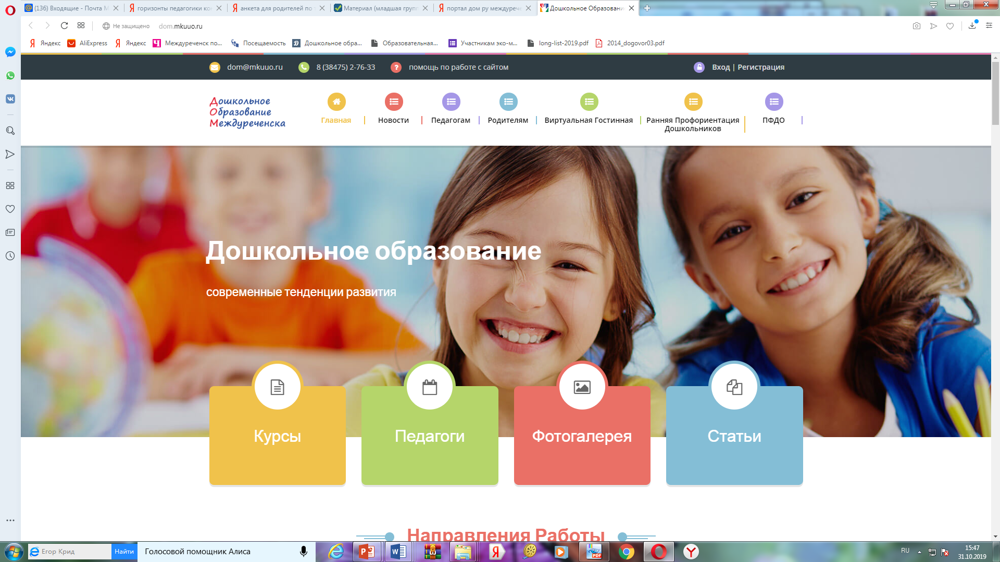 (136) Входящие - Почта M
горизонты педагогики ко
анкета для родителей по
Материал (младшая групп
портал дом ру междурече
Дошкольное Образовани
Не защищено
dom.mkuuo.ru
Яндекс
AliExpress
Яндекс
Междуреченск по...
Посещаемость
Дошкольное обра...
Образовательная...
Участникам эко-м...
long-list-2019.pdf
2014_dogovor03.pdf
dom@mkuuo.ru
8 (38475) 2-76-33
помощь по работе с сайтом
Вход | Регистрация
Дошкольное
Образование
Междуреченска
Главная
Новости
Педагогам
Родителям
Виртуальная Гостинная
Ранняя Профориентация
Дошкольников
ПФДО
Дошкольное образование
современные тенденции развития
Курсы
Педагоги
Фотогалерея
Статьи
Направления Работы
Егор Крид
Найти
Голосовой помощник Алиса
RU
15:47
31.10.2019